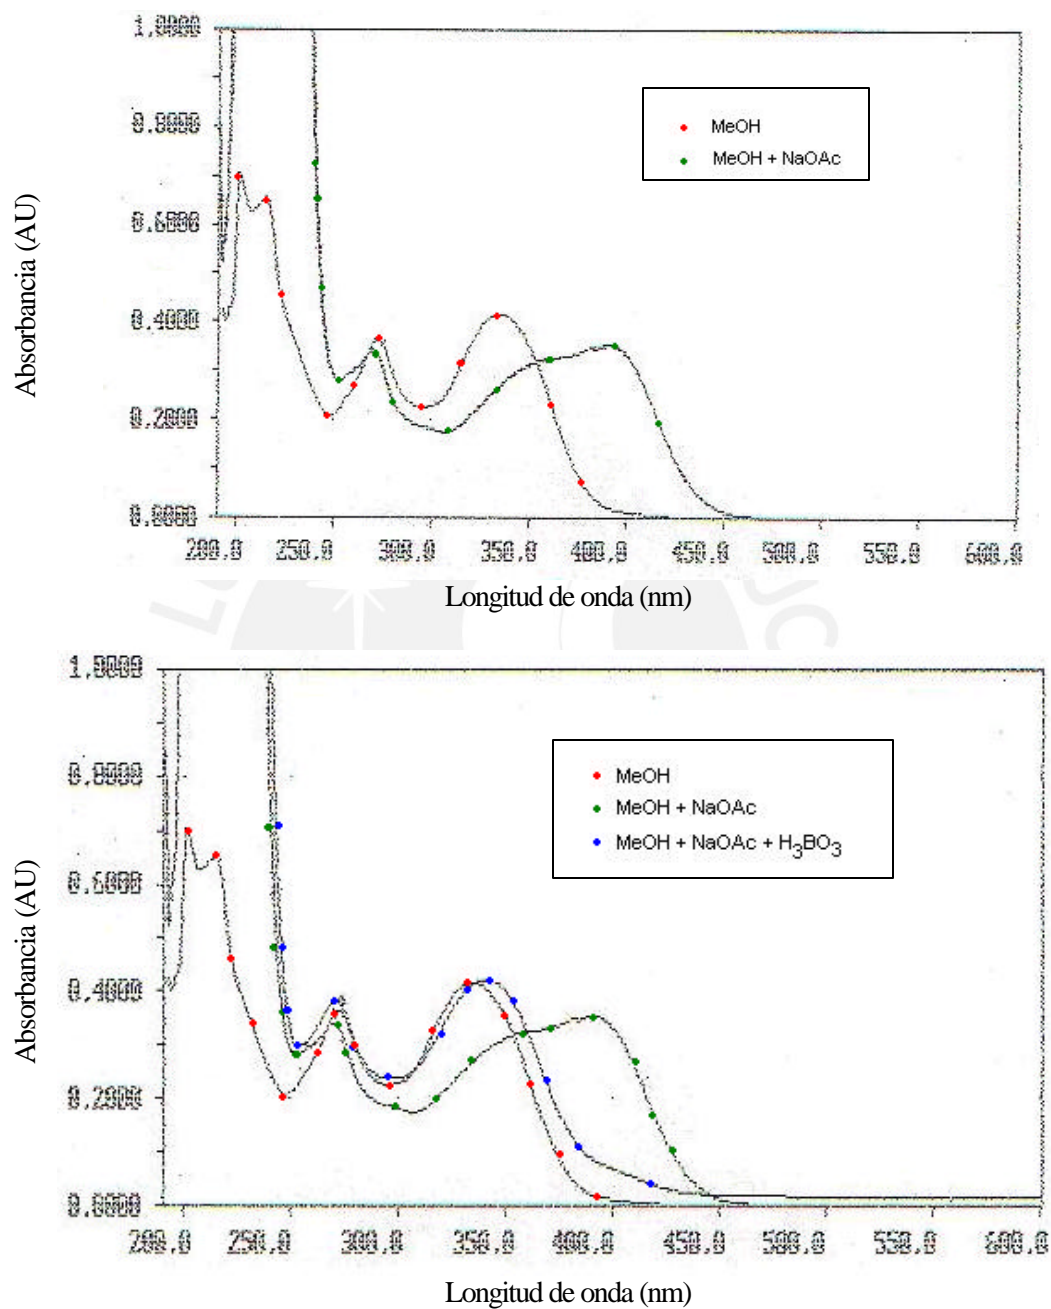 1.0000
0.8000
0.6000
0.4000
0.2000
0.0000
Absorbancia (AU)
MeOH
MeOH + NaOAc
200.0 250.0 300.0 350.0 400.0 450.0 500.0 550.0 600.0
Longitud de onda (nm)
1.0000
0.8000
0.6000
0.4000
0.2000
0.0000
Absorbancia (AU)
MeOH
MeOH + NaOAc
MeOH + NaOAc + H3BO3
200.0 250.0 300.0 350.0 400.0 450.0 500.0 550.0 600.0
Longitud de onda (nm)